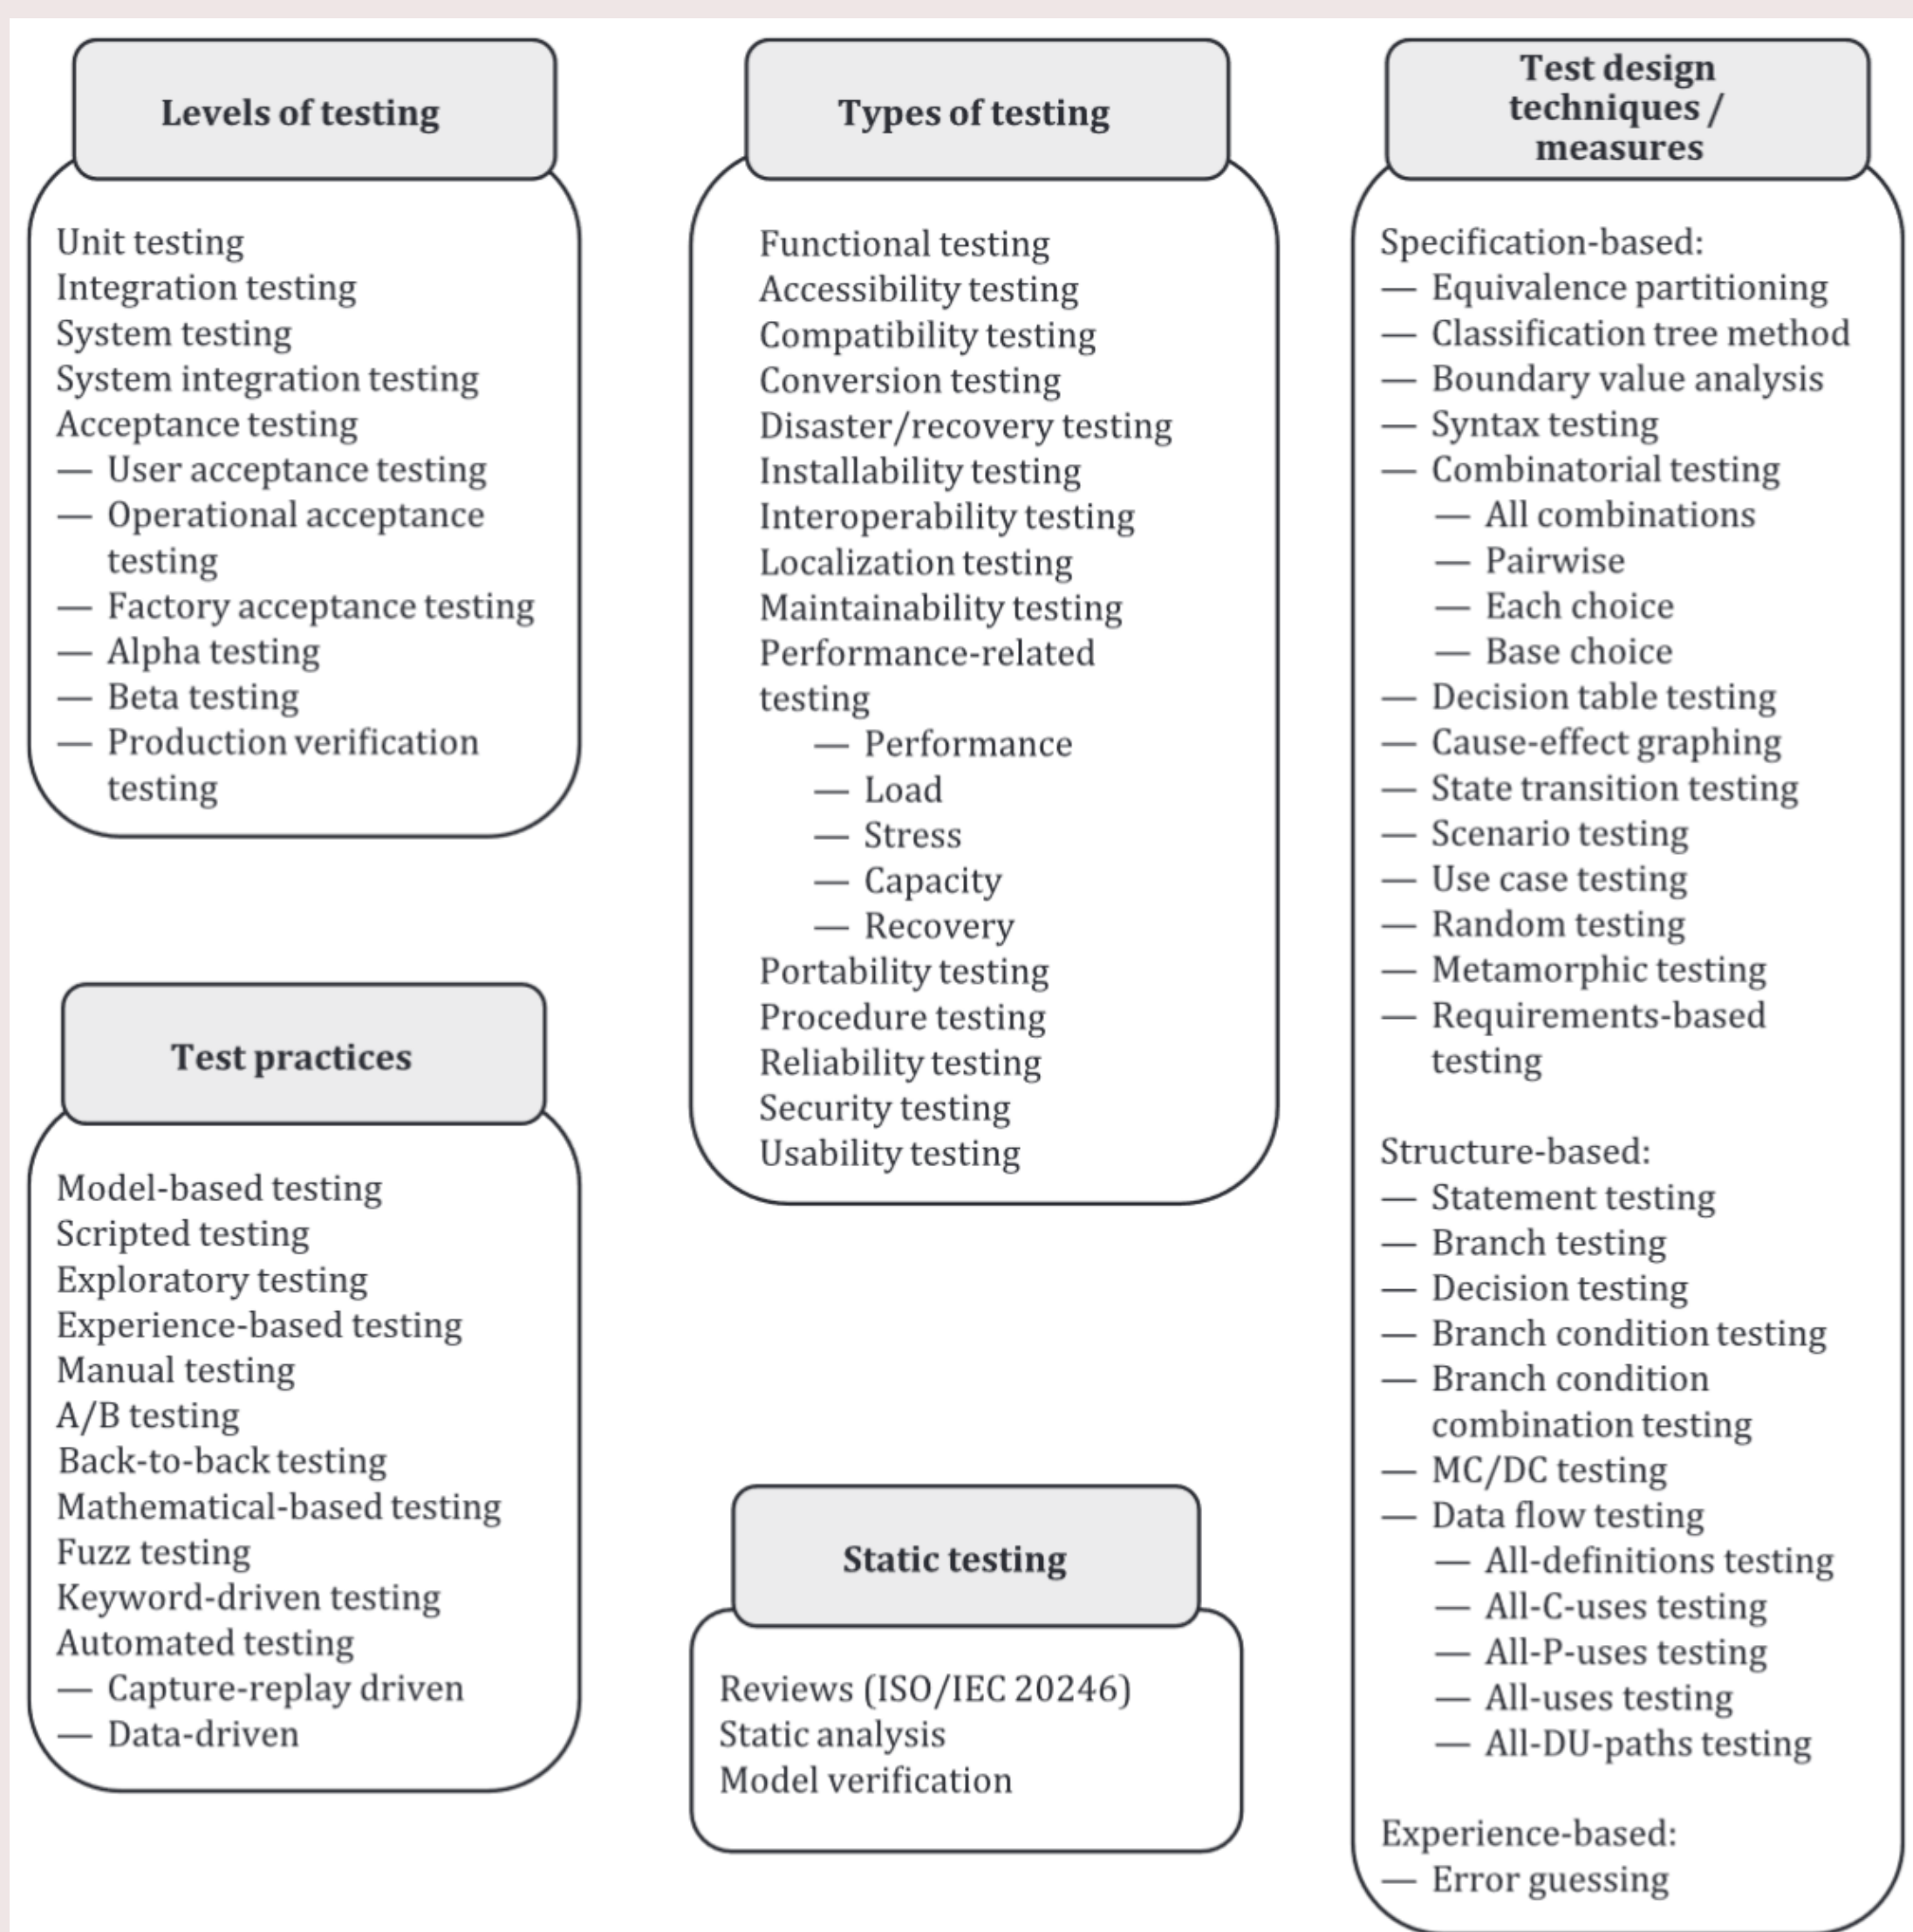 Levels of testing
Unit testing
Integration testing
System testing
System integration testing
Acceptance testing
— User acceptance testing
— Operational acceptance
testing
— Factory acceptance testing
— Alpha testing
— Beta testing
— Production verification
testing
Test practices
Model-based testing
Scripted testing
Exploratory testing
Experience-based testing
Manual testing
A/B testing
Back-to-back testing
Mathematical-based testing
Fuzz testing
Keyword-driven testing
Automated testing
— Capture-replay driven
— Data-driven
Types of testing
Functional testing
Accessibility testing
Compatibility testing
Conversion testing
Disaster/recovery testing
Installability testing
Interoperability testing
Localization testing
Maintainability testing
Performance-related
testing
— Performance
— Load
— Stress
— Capacity
— Recovery
Portability testing
Procedure testing
Reliability testing
Security testing
Usability testing
Static testing
Reviews (ISO/IEC 20246)
Static analysis
Model verification
Test design
techniques /
measures
Specification-based:
— Equivalence partitioning
— Classification tree method
— Boundary value analysis
— Syntax testing
— Combinatorial testing
— All combinations
— Pairwise
— Each choice
— Base choice
— Decision table testing
— Cause-effect graphing
— State transition testing
— Scenario testing
— Use case testing
— Random testing
— Metamorphic testing
— Requirements-based
testing
Structure-based:
— Statement testing
— Branch testing
— Decision testing
— Branch condition testing
— Branch condition
combination testing
— MC/DC testing
— Data flow testing
— All-definitions testing
— All-C-uses testing
— All-P-uses testing
— All-uses testing
— All-DU-paths testing
Experience-based:
— Error guessing